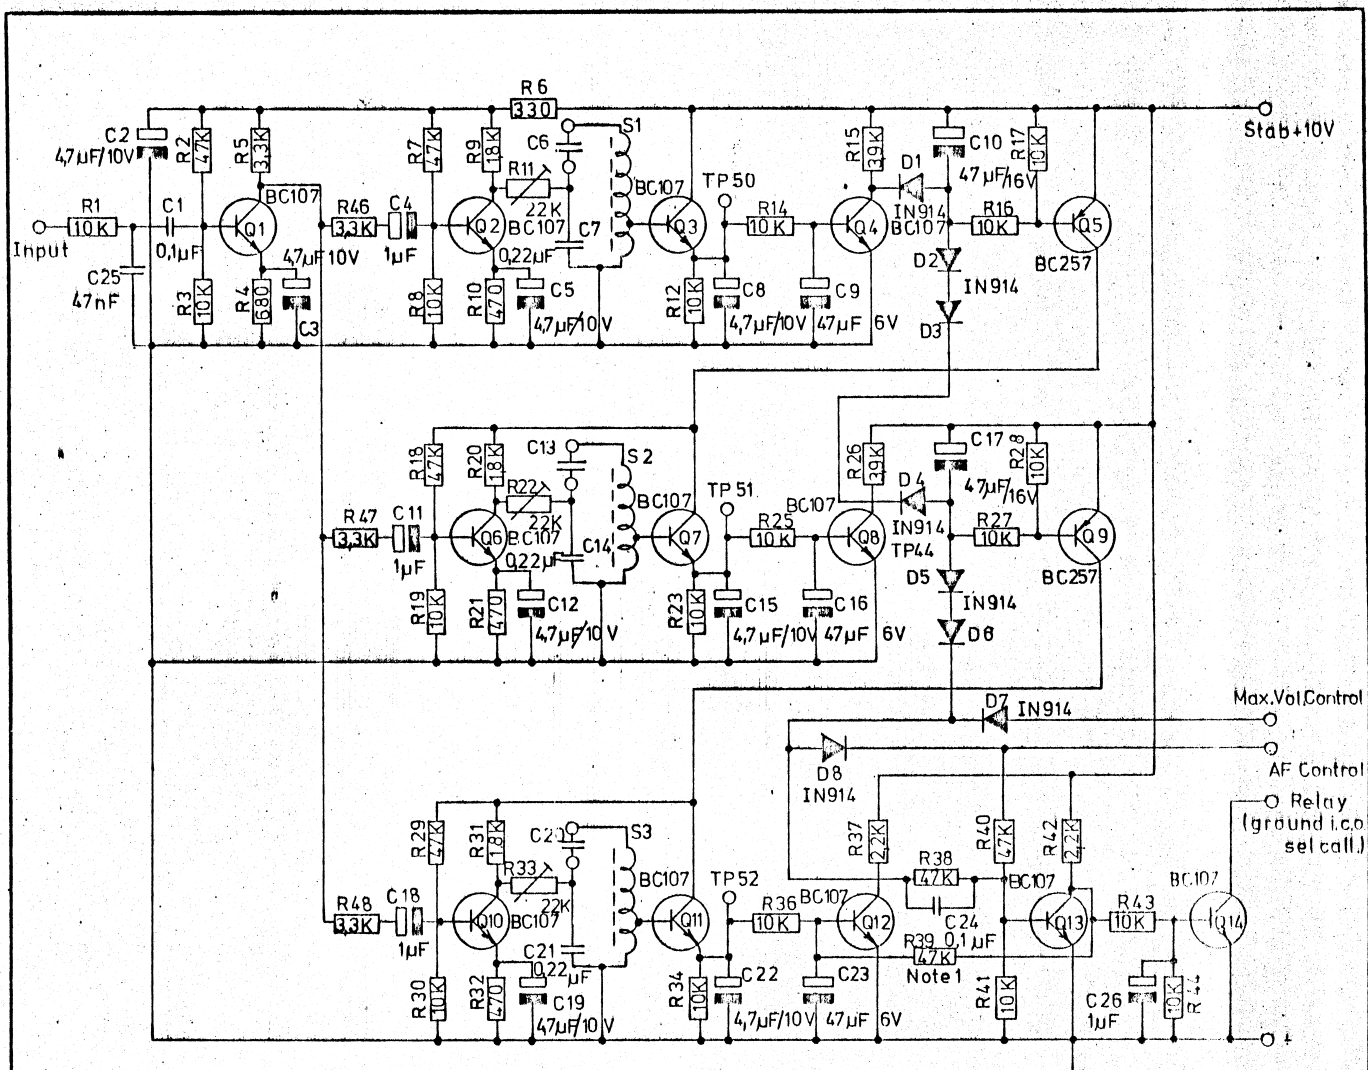 R6
330
S1
Stab+10V
C2
4,7µF/10V
R2
47K
R5
3,3K
R7
47K
R9
1,8K
C6
R11
22K
BC107
TP50
R15
39K
D1
IN914
C10
47µF/16V
R17
10K
R1
10K
Input
C1
0,1µF
Q1
BC107
R46
3,3K
C4
1µF
Q2
BC107
0,22µF
C7
Q3
R14
10K
Q4
BC107
R16
10K
Q5
BC257
C25
47nF
R3
10K
R4
680
4,7µF 10V
C3
R8
10K
R10
470
C5
4,7µF/10V
R12
10K
C8
4,7µF/10V
C9
47µF 6V
D2
IN914
D3
R18
47K
R20
1.8K
C13
S2
R22
22K
BC107
TP51
R26
39K
BC107
D4
IN914
TP44
C17
47µF/16V
R28
10K
R47
3,3K
C11
1µF
Q6
BC107
0,22µF
C14
Q7
R25
10K
Q8
R27
10K
Q9
BC257
R19
10K
R21
470
C12
4,7µF/10V
R23
10K
C15
4,7µF/10V
C16
47µF 6V
D5
IN914
D6
D7
IN914
Max.Vol.Control
D8
IN914
AF Control
Relay
(ground i.c.o
sel call.)
R29
47K
R31
1.8K
C20
S3
R33
22K
BC107
TP52
R37
2,2K
R40
47K
R42
2,2K
R38
47K
R48
3,3K
C18
1µF
Q10
BC107
C21
0,22µF
Q11
R36
10K
BC107
Q12
C24
0,1µF
R39
47K
Note1
BC107
Q13
R43
10K
BC107
Q14
R30
10K
R32
470
C19
47µF/10V
R34
10K
C22
4,7µF/10V
C23
47µF 6V
R41
10K
C26
1µF
R44
10K
+